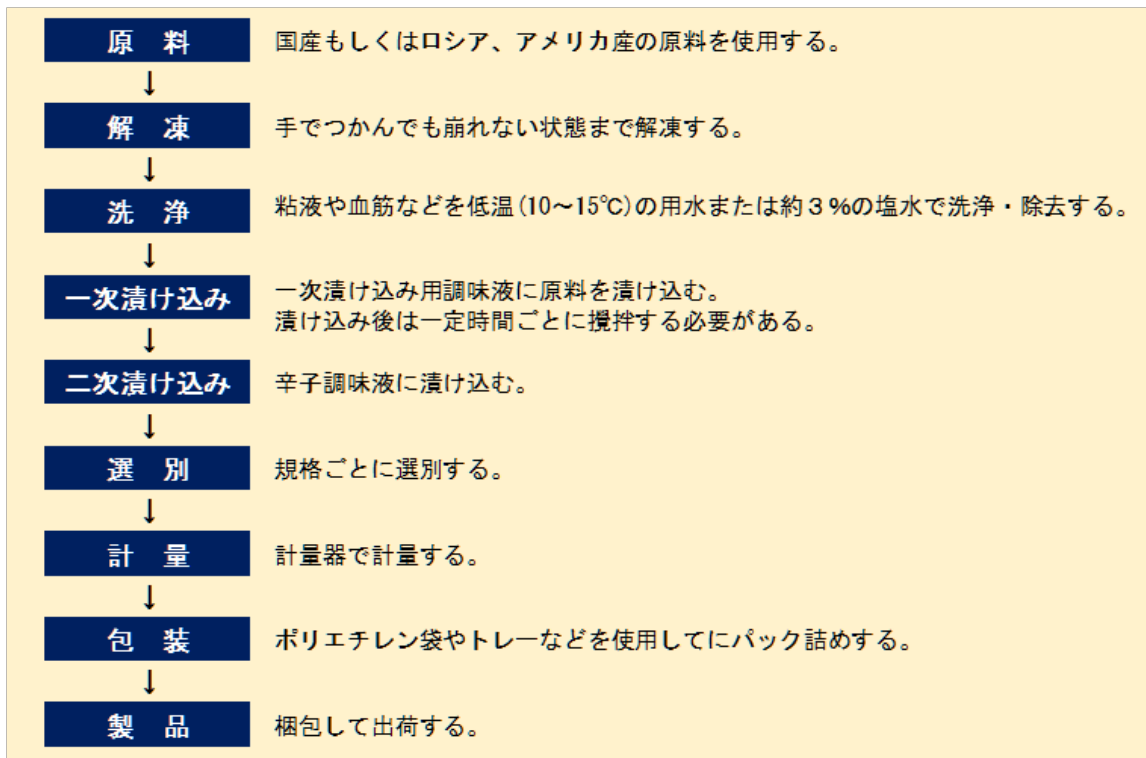 原　料　国産もしくはロシア、アメリカ産の原料を使用する。
↓
解　凍　手でつかんでも崩れない状態まで解凍する。
↓
洗　浄　粘液や血筋などを低温(10～15℃)の用水または約３%の塩水で洗浄・除去する。
↓
一次漬け込み　一次漬け込み用調味液に原料を漬け込む。
漬け込み後は一定時間ごとに攪拌する必要がある。
↓
二次漬け込み　辛子調味液に漬け込む。
↓
選　別　規格ごとに選別する。
↓
計　量　計量器で計量する。
↓
包　装　ポリエチレン袋やトレーなどを使用してにパック詰めする。
↓
製　品　梱包して出荷する。